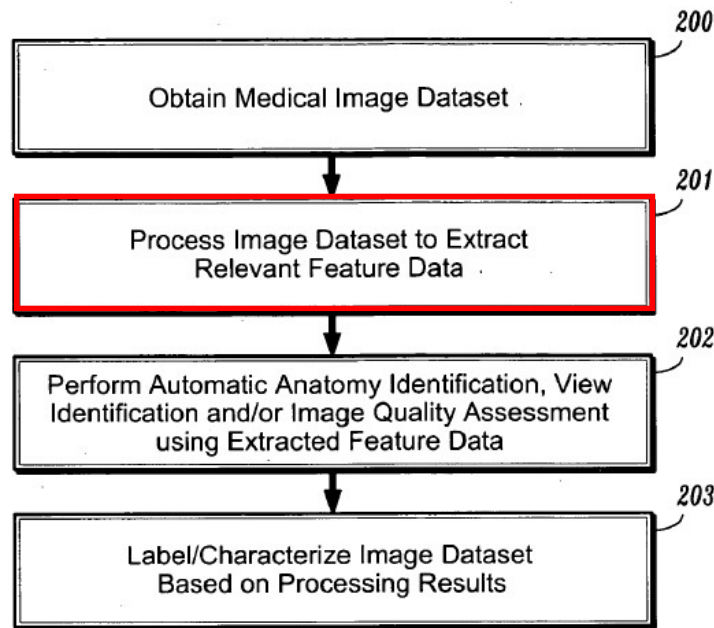 200
Obtain Medical Image Dataset
201
Process Image Dataset to Extract
Relevant Feature Data
202
Perform Automatic Anatomy Identification, View
Identification and/or Image Quality Assessment
using Extracted Feature Data
203
Label/Characterize Image Dataset
Based on Processing Results